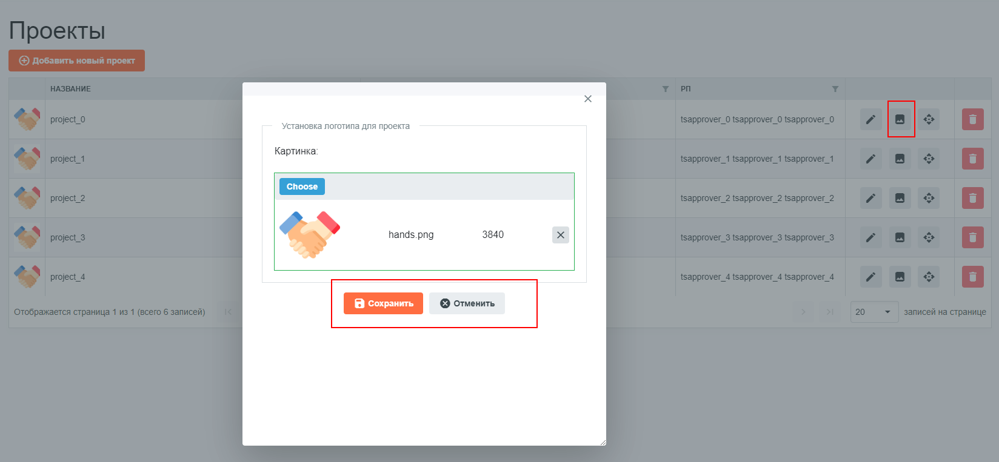 Проекты
Добавить новый проект
НАЗВАНИЕ
РП
project_0
tsapprover_0 tsapprover_0 tsapprover_0
project_1
tsapprover_1 tsapprover_1 tsapprover_1
project_2
tsapprover_2 tsapprover_2 tsapprover_2
project_3
tsapprover_3 tsapprover_3 tsapprover_3
project_4
tsapprover_4 tsapprover_4 tsapprover_4
Отображается страница 1 из 1 (всего 6 записей)
20 записей на странице
Установка логотипа для проекта
Картинка:
Choose
hands.png 3840
Сохранить Отменить